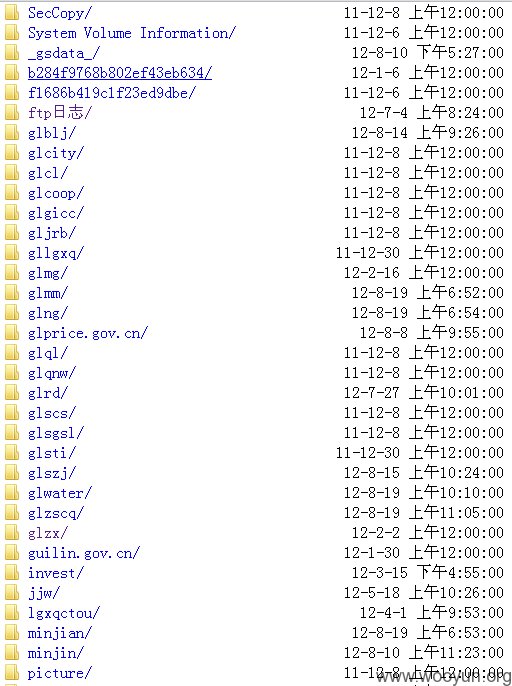 SecCopy/ 11-12-8 上午12:00:00
System Volume Information/ 11-12-6 上午12:00:00
_gsdata_/ 12-8-10 下午5:27:00
b284f9768b802ef43eb634/ 12-1-6 上午12:00:00
f1686b419c1f23ed9dbe/ 11-12-6 上午12:00:00
ftp日志/ 12-7-4 上午8:24:00
glblj/ 12-8-14 上午9:26:00
glcity/ 11-12-8 上午12:00:00
glcl/ 11-12-8 上午12:00:00
glcoop/ 11-12-8 上午12:00:00
glgicc/ 11-12-8 上午12:00:00
gljrb/ 11-12-8 上午12:00:00
gllgxq/ 11-12-30 上午12:00:00
glmg/ 12-2-16 上午12:00:00
glmm/ 12-8-19 上午6:52:00
glng/ 12-8-19 上午6:54:00
glprice.gov.cn/ 12-8-8 上午9:55:00
glql/ 11-12-8 上午12:00:00
glqnw/ 11-12-8 上午12:00:00
glrd/ 12-7-27 上午10:01:00
glscs/ 11-12-8 上午12:00:00
glsgsl/ 11-12-8 上午12:00:00
glsti/ 11-12-30 上午12:00:00
glszj/ 12-8-15 上午10:24:00
glwater/ 12-8-19 上午10:10:00
glzscq/ 12-8-19 上午11:05:00
glzx/ 12-2-2 上午12:00:00
guilin.gov.cn/ 12-1-30 上午12:00:00
invest/ 12-3-15 下午4:55:00
jjw/ 12-5-18 上午10:26:00
lgxqctou/ 12-4-1 上午9:53:00
minjian/ 12-8-19 上午6:53:00
minjin/ 12-8-10 上午11:23:00
picture/ 11-12-8 上午12:00:00
www.wooyun.org